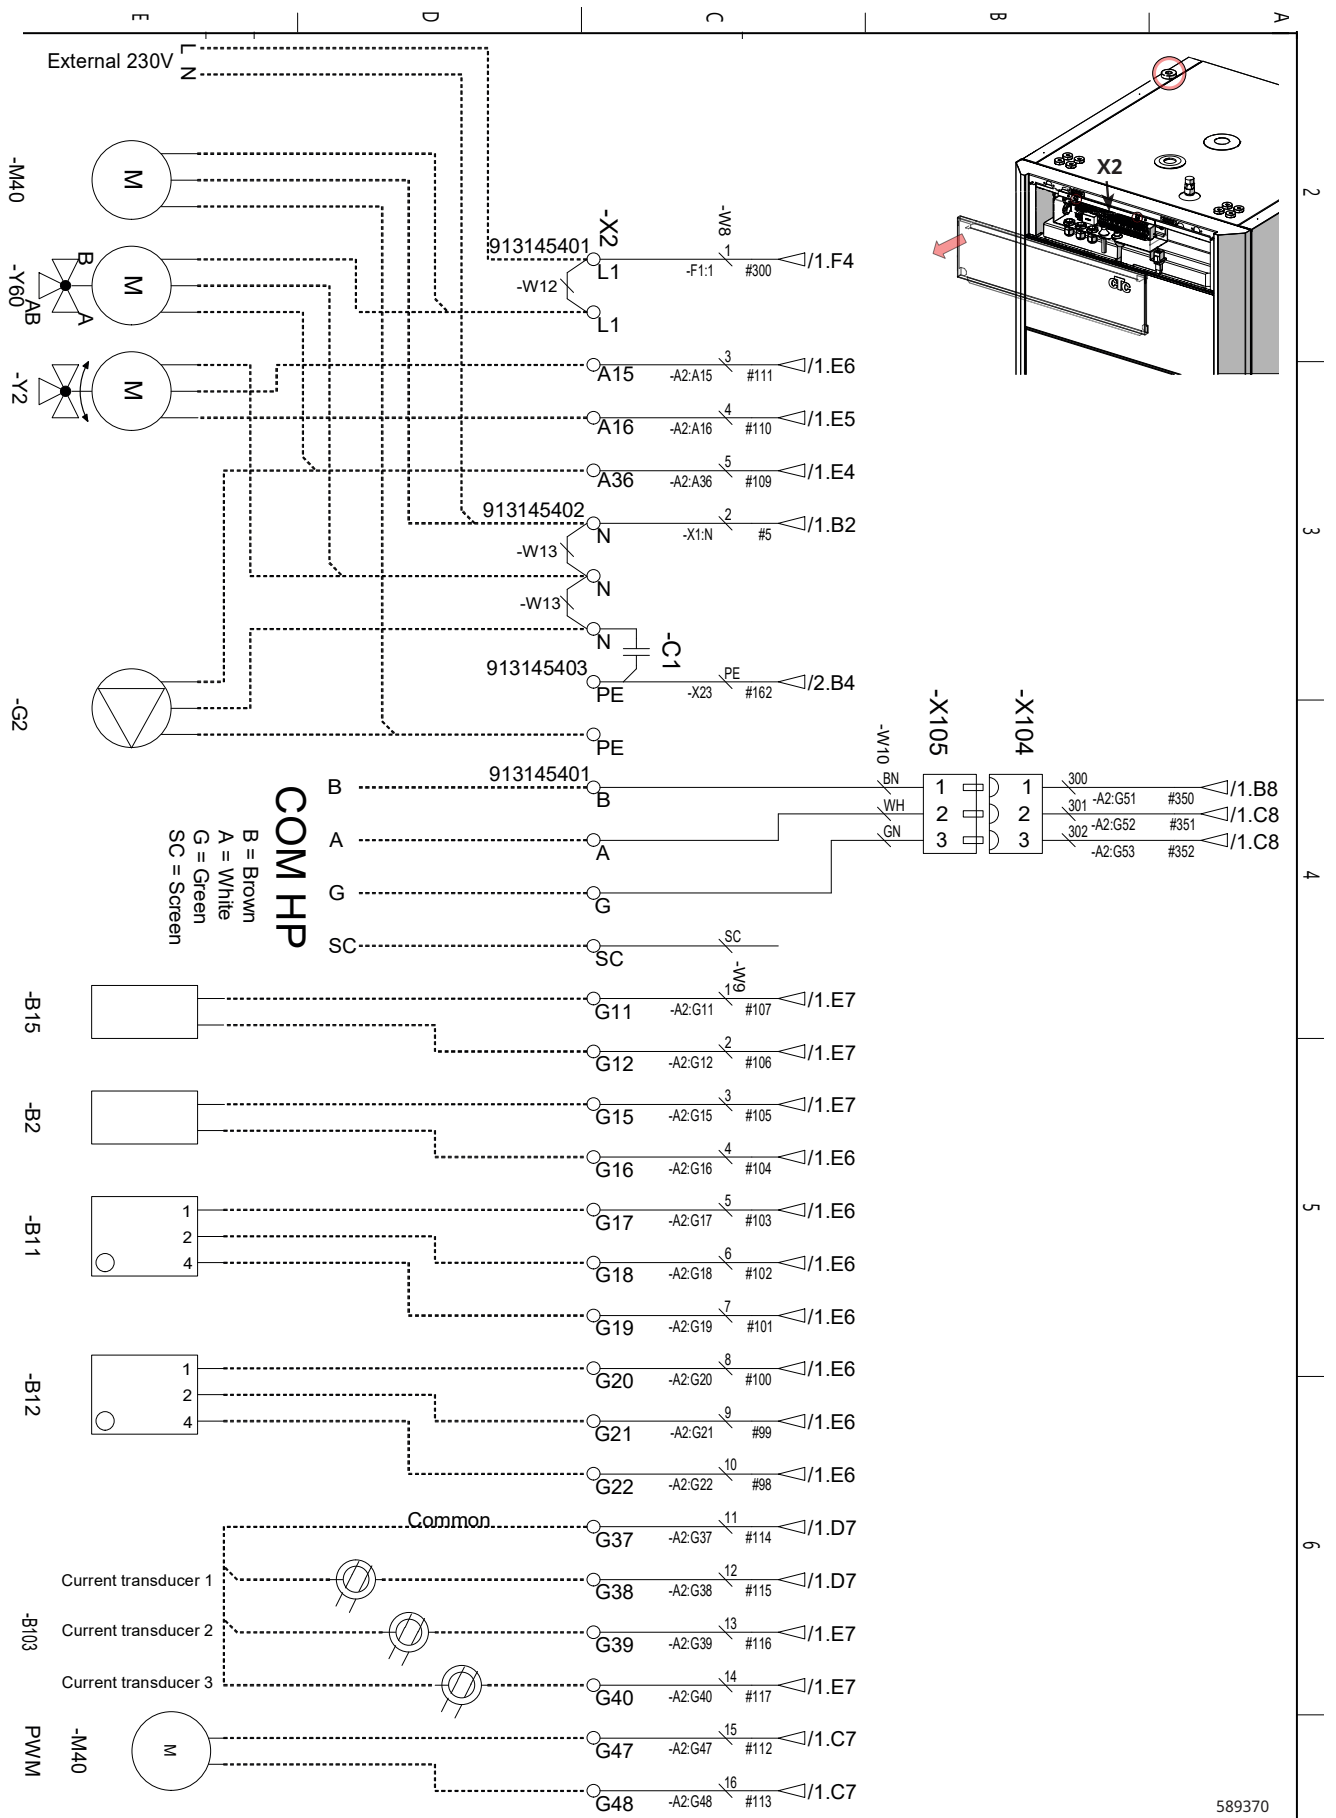 E D C B A
External 230V L N
-M40 M
X2
2
CTC
-X2 -W8
913145401 L1 -F1:1 1 #300 /1.F4
-W12
L1
-Y60 B A AB M
-Y2 M
A15 -A2:A15 3 #111 /1.E6
A16 -A2:A16 4 #110 /1.E5
A36 -A2:A36 5 #109 /1.E4
913145402 N -X1:N 2 #5 /1.B2
3
-W13
N
-W13
N
-C1
913145403 PE -X23 PE #162 /2.B4
-G2
PE
-W10 -X105 -X104
B 913145401 B BN 1 1 300 -A2:G51 #350 /1.B8
A A WH 2 2 301 -A2:G52 #351 /1.C8
GN 3 3 302 -A2:G53 #352 /1.C8
G G
4
SC SC SC
COM HP
B = Brown
A = White
G = Green
SC = Screen
-W9
-B15
G11 -A2:G11 1 #107 /1.E7
G12 -A2:G12 2 #106 /1.E7
-B2
G15 -A2:G15 3 #105 /1.E7
G16 -A2:G16 4 #104 /1.E6
-B11
1 G17 -A2:G17 5 #103 /1.E6
5
2 G18 -A2:G18 6 #102 /1.E6
4 G19 -A2:G19 7 #101 /1.E6
-B12
1 G20 -A2:G20 8 #100 /1.E6
2 G21 -A2:G21 9 #99 /1.E6
4 G22 -A2:G22 10 #98 /1.E6
Common G37 -A2:G37 11 #114 /1.D7
6
Current transducer 1 G38 -A2:G38 12 #115 /1.D7
-B103
Current transducer 2 G39 -A2:G39 13 #116 /1.E7
Current transducer 3 G40 -A2:G40 14 #117 /1.E7
PWM -M40 M
G47 -A2:G47 15 #112 /1.C7
G48 -A2:G48 16 #113 /1.C7
589370